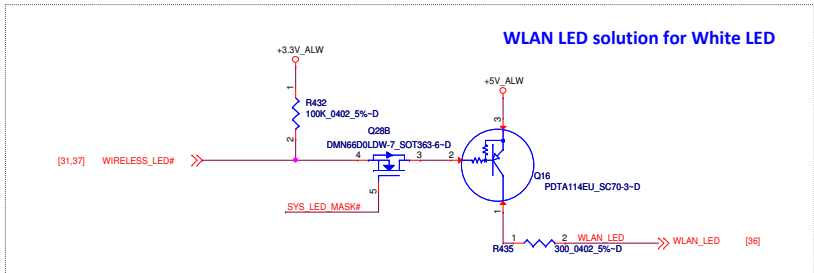 WLAN LED solution for White LED
+3.3V_ALW
+5V_ALW
1
R432
100K_0402_5%~D
2
3
Q28B
DMN66D0LDW-7_SOT363-6~D
[31,37] WIRELESS_LED#
4 3 2
5
Q16
PDTA114EU_SC70-3~D
SYS_LED_MASK#
1
1 2 WLAN_LED
WLAN_LED [36]
R435 300_0402_5%~D